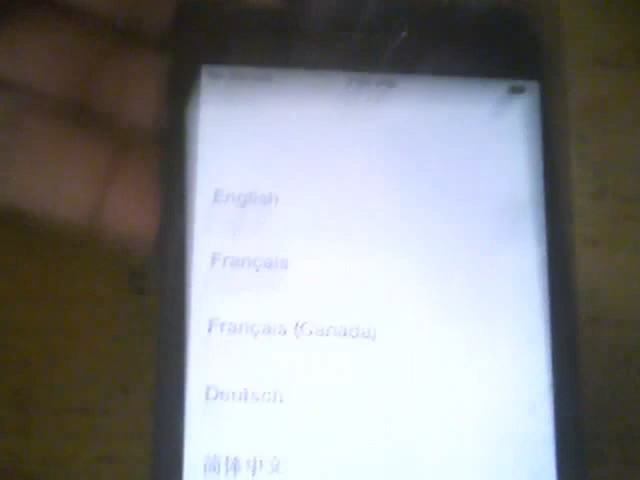 English
Français
Français (Canada)
Deutsch
简体中文